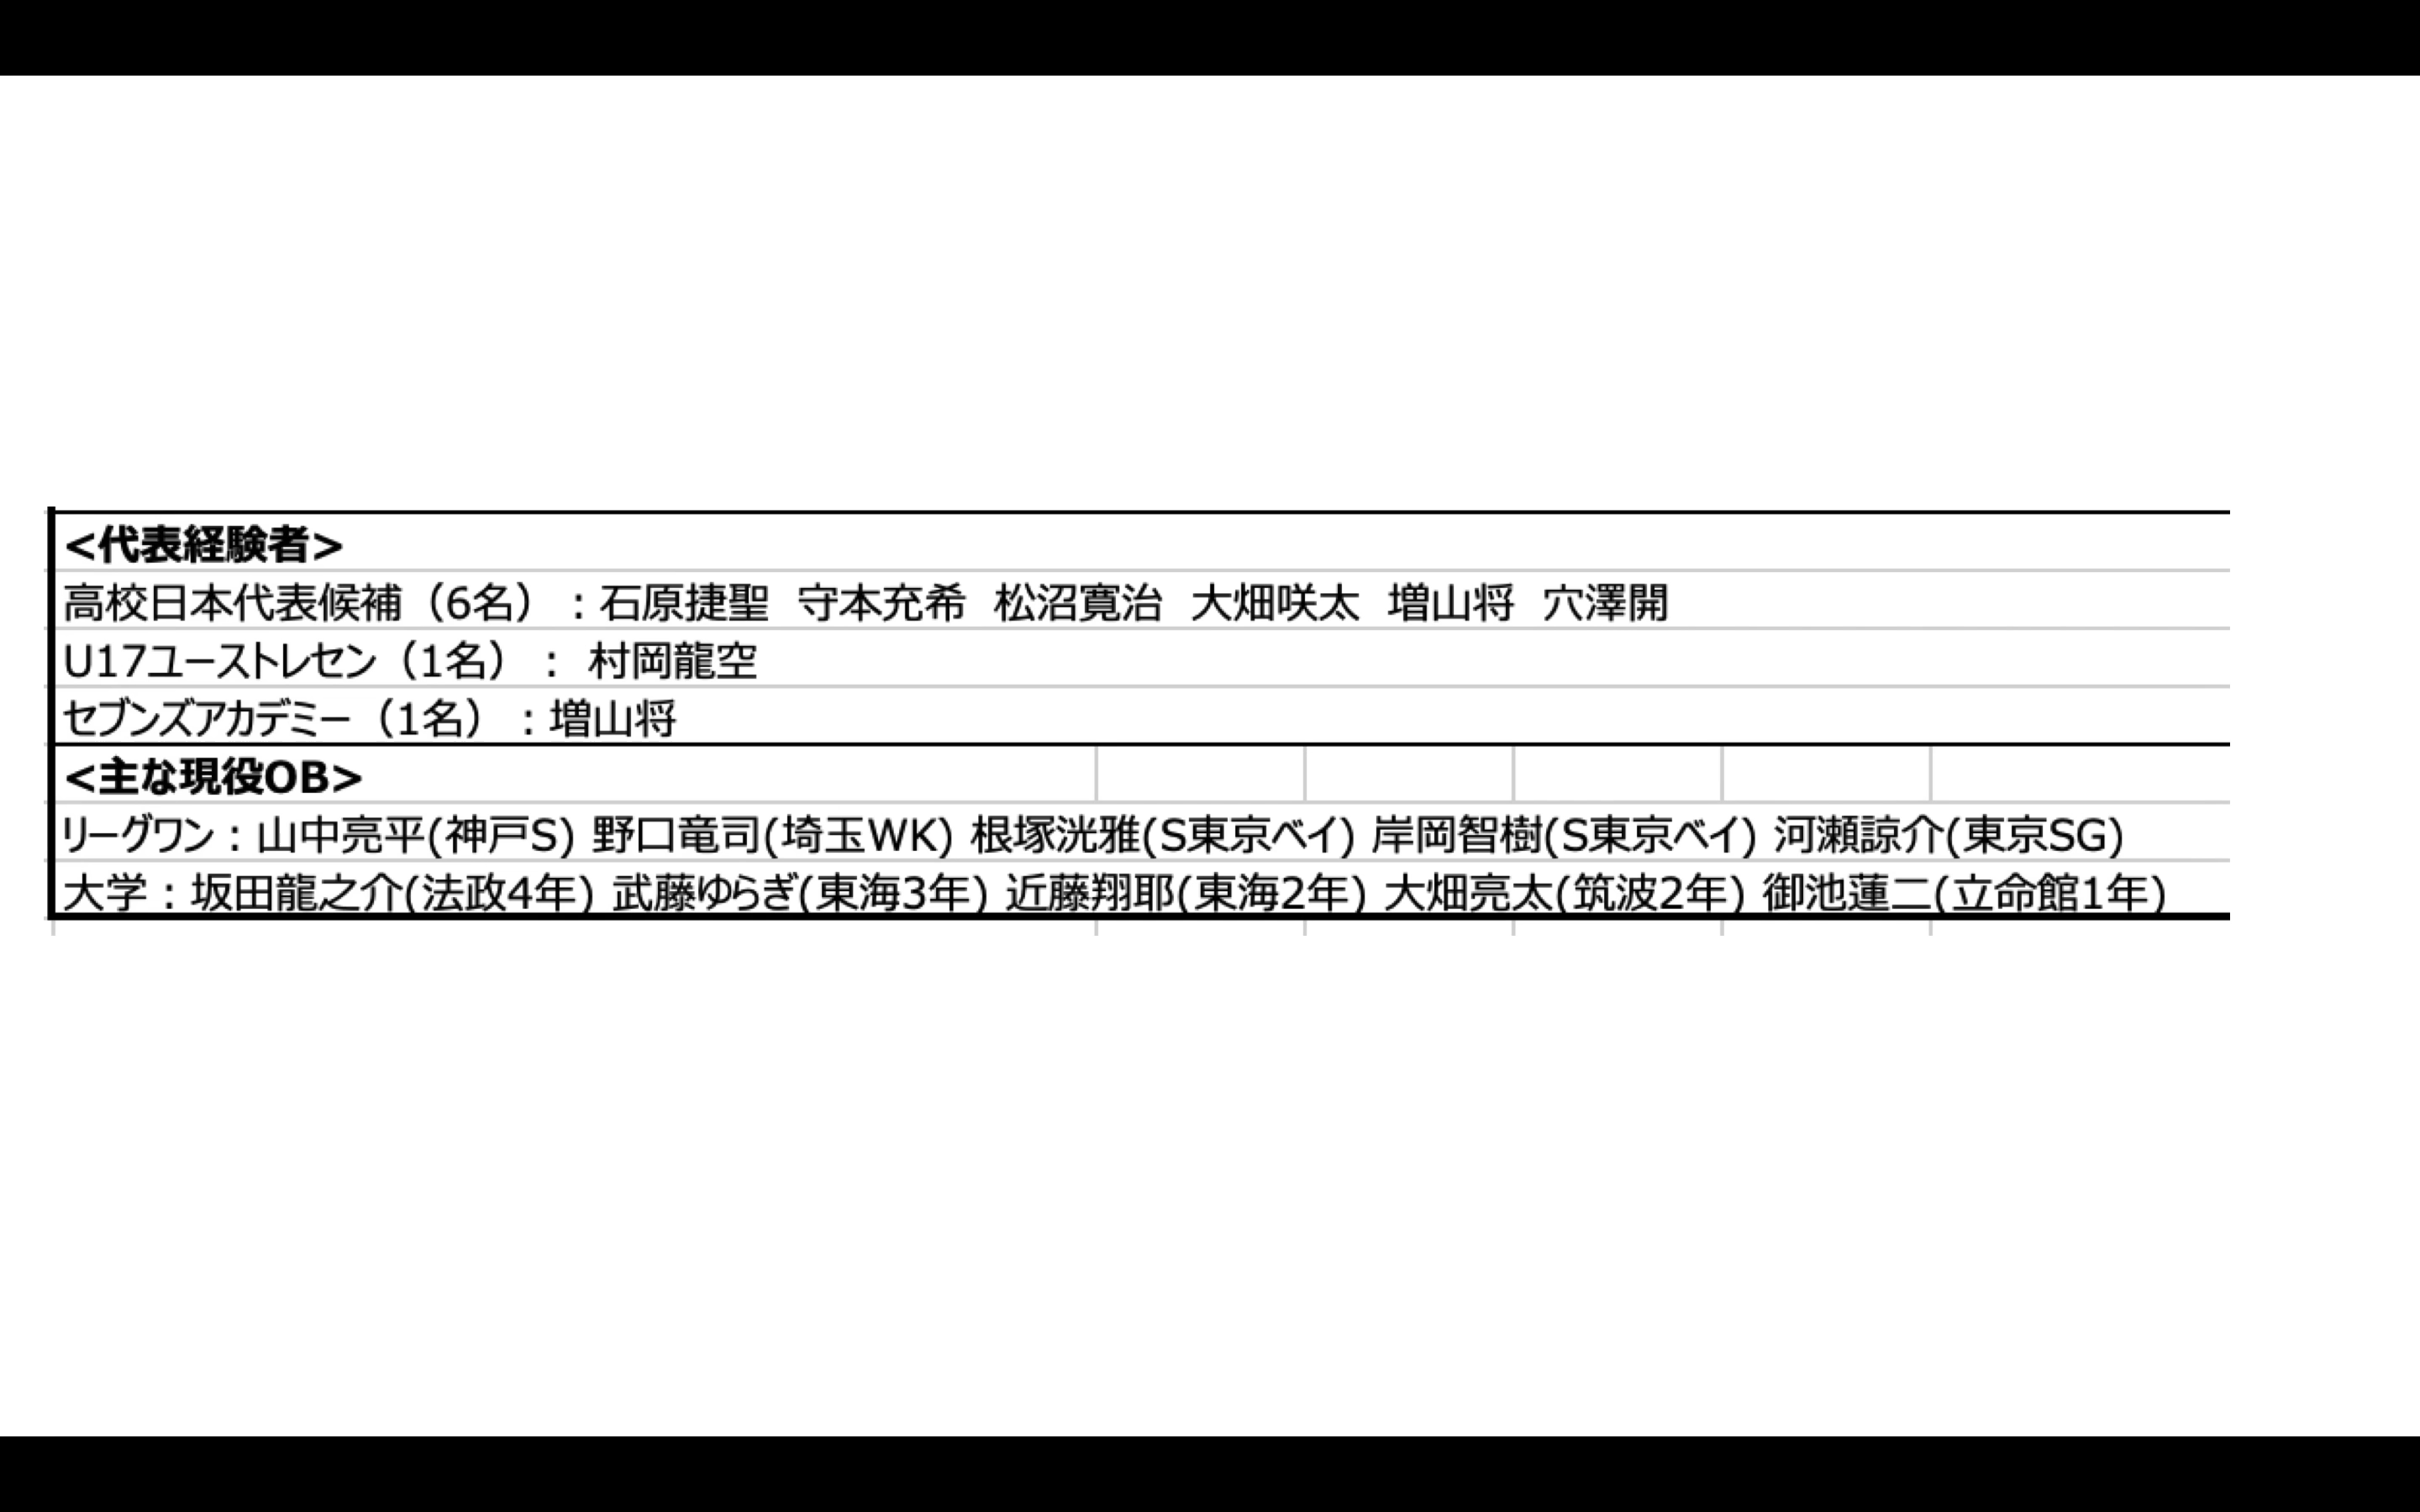 <代表経験者>
高校日本代表候補（6名）：石原捷聖　守本充希　松沼寛治　大畑咲太　増山将　穴澤開
U17ユーストレセン（1名）： 村岡龍空
セブンズアカデミー（1名）：増山将
<主な現役OB>
リーグワン：山中亮平(神戸S) 野口竜司(埼玉WK) 根塚洸雅(S東京ベイ) 岸岡智樹(S東京ベイ) 河瀬諒介(東京SG)
大学：坂田龍之介(法政4年) 武藤ゆらぎ(東海3年) 近藤翔耶(東海2年) 大畑亮太(筑波2年) 御池蓮二(立命館1年)